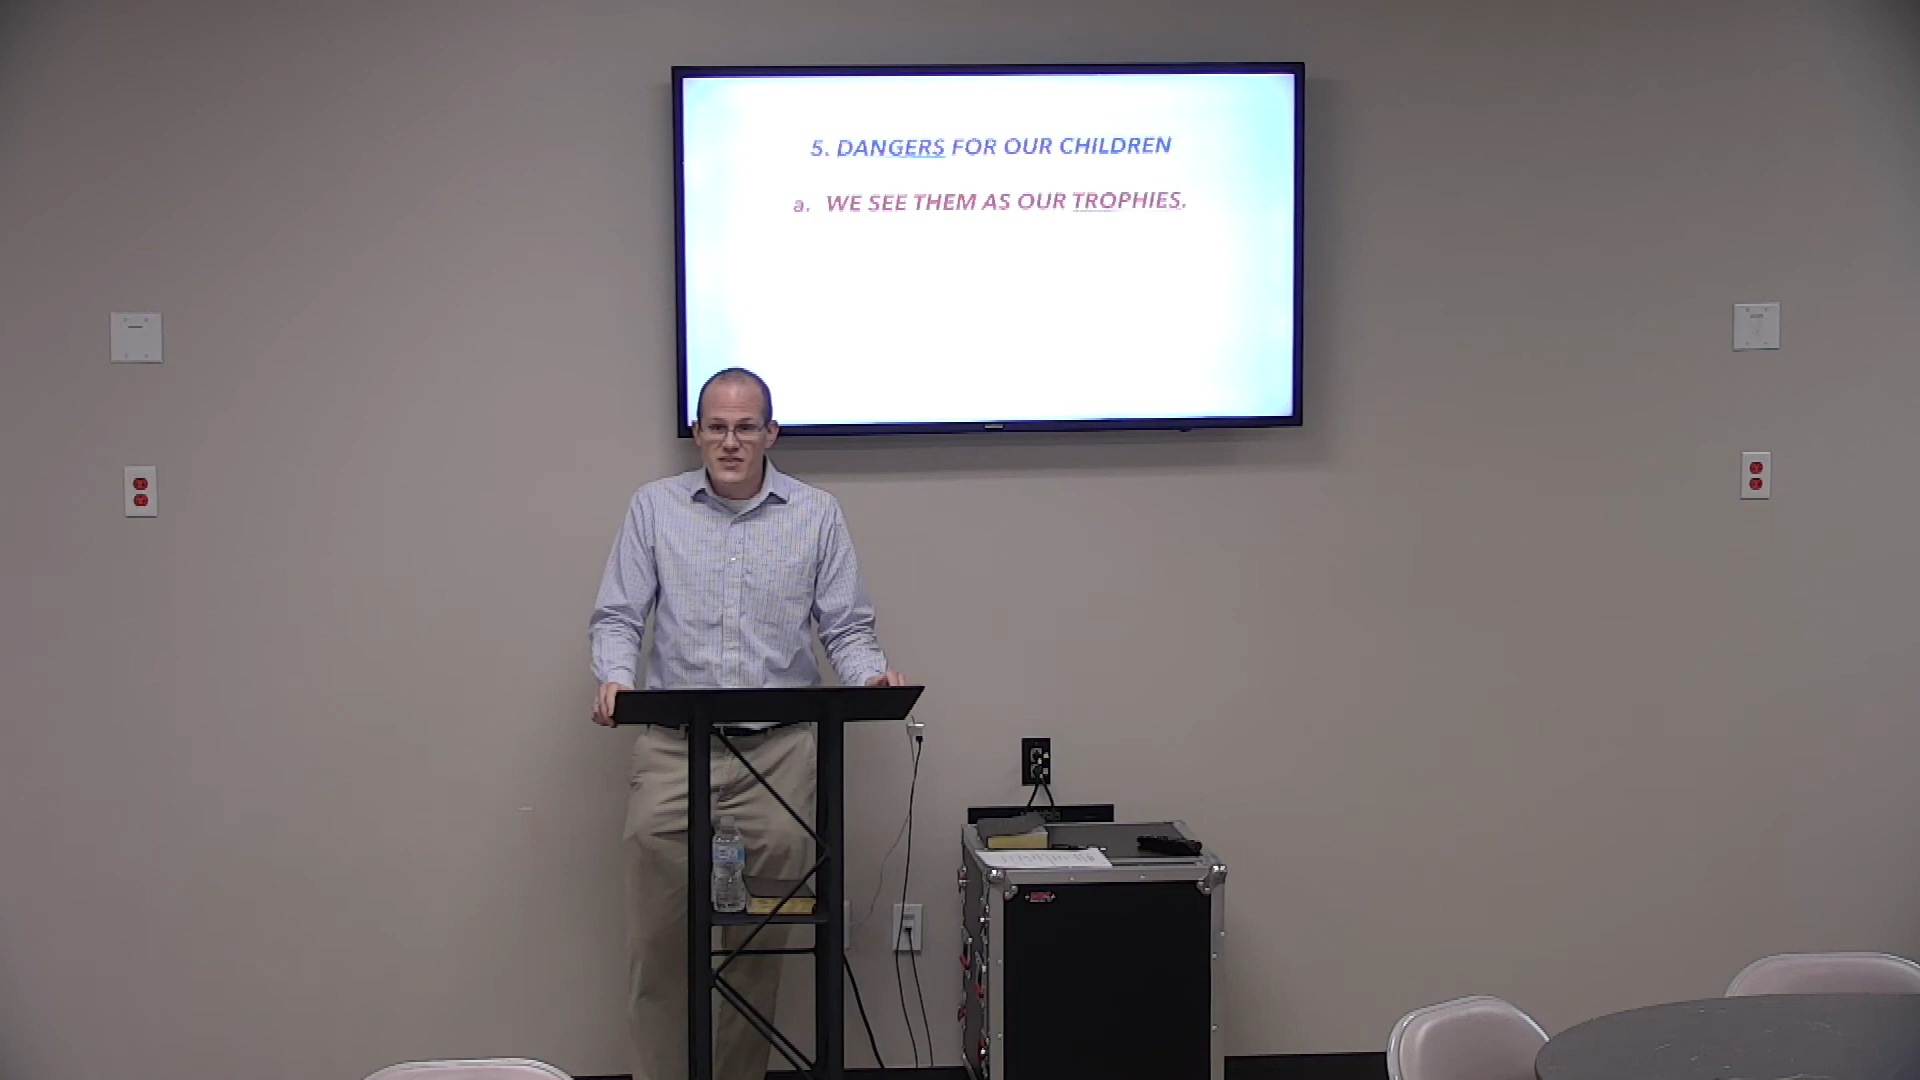 5. DANGERS FOR OUR CHILDREN
a. WE SEE THEM AS OUR TROPHIES.